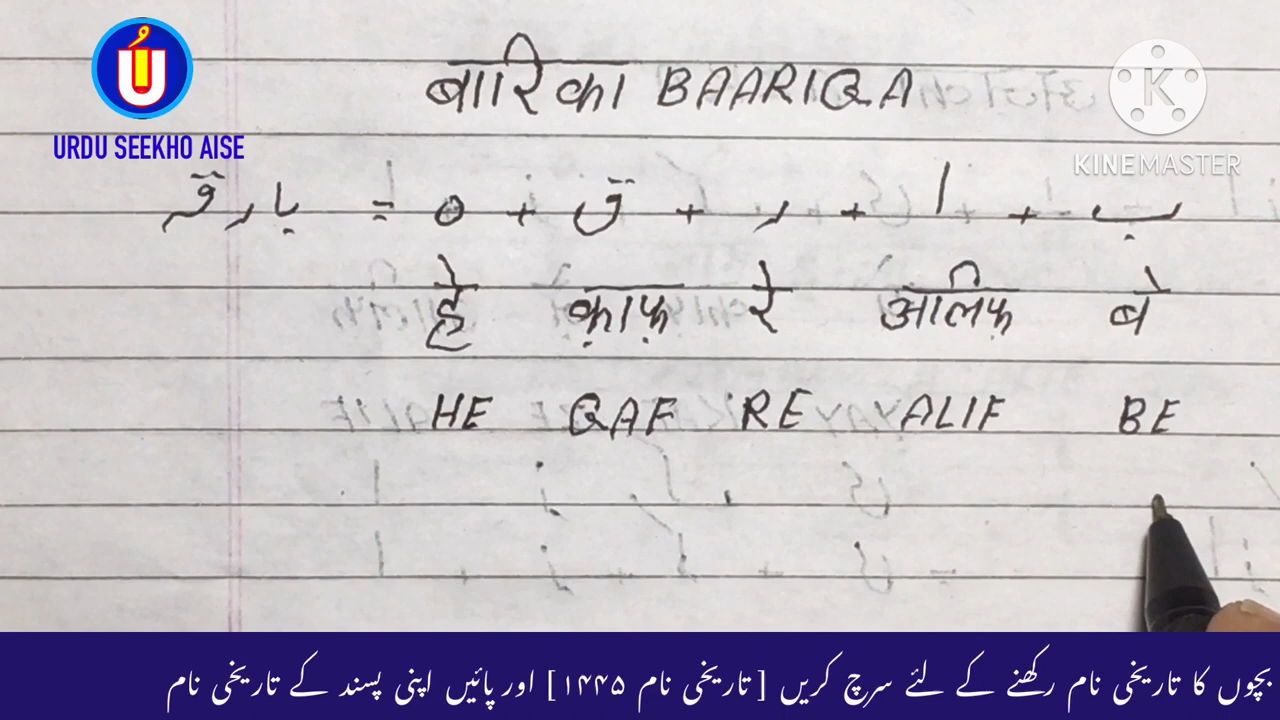 बारिका BAARIQA
ب + ا + ر + ق + ہ = بارقہ
हे क़ाफ़ रे अलिफ़ बे
HE QAF RE ALIF BE
URDU SEEKHO AISE
KINEMASTER
بچوں کا تاریخی نام رکھنے کے لئے سرچ کریں [تاریخی نام ۱۴۴۵] اور پائیں اپنی پسند کے تاریخی نام